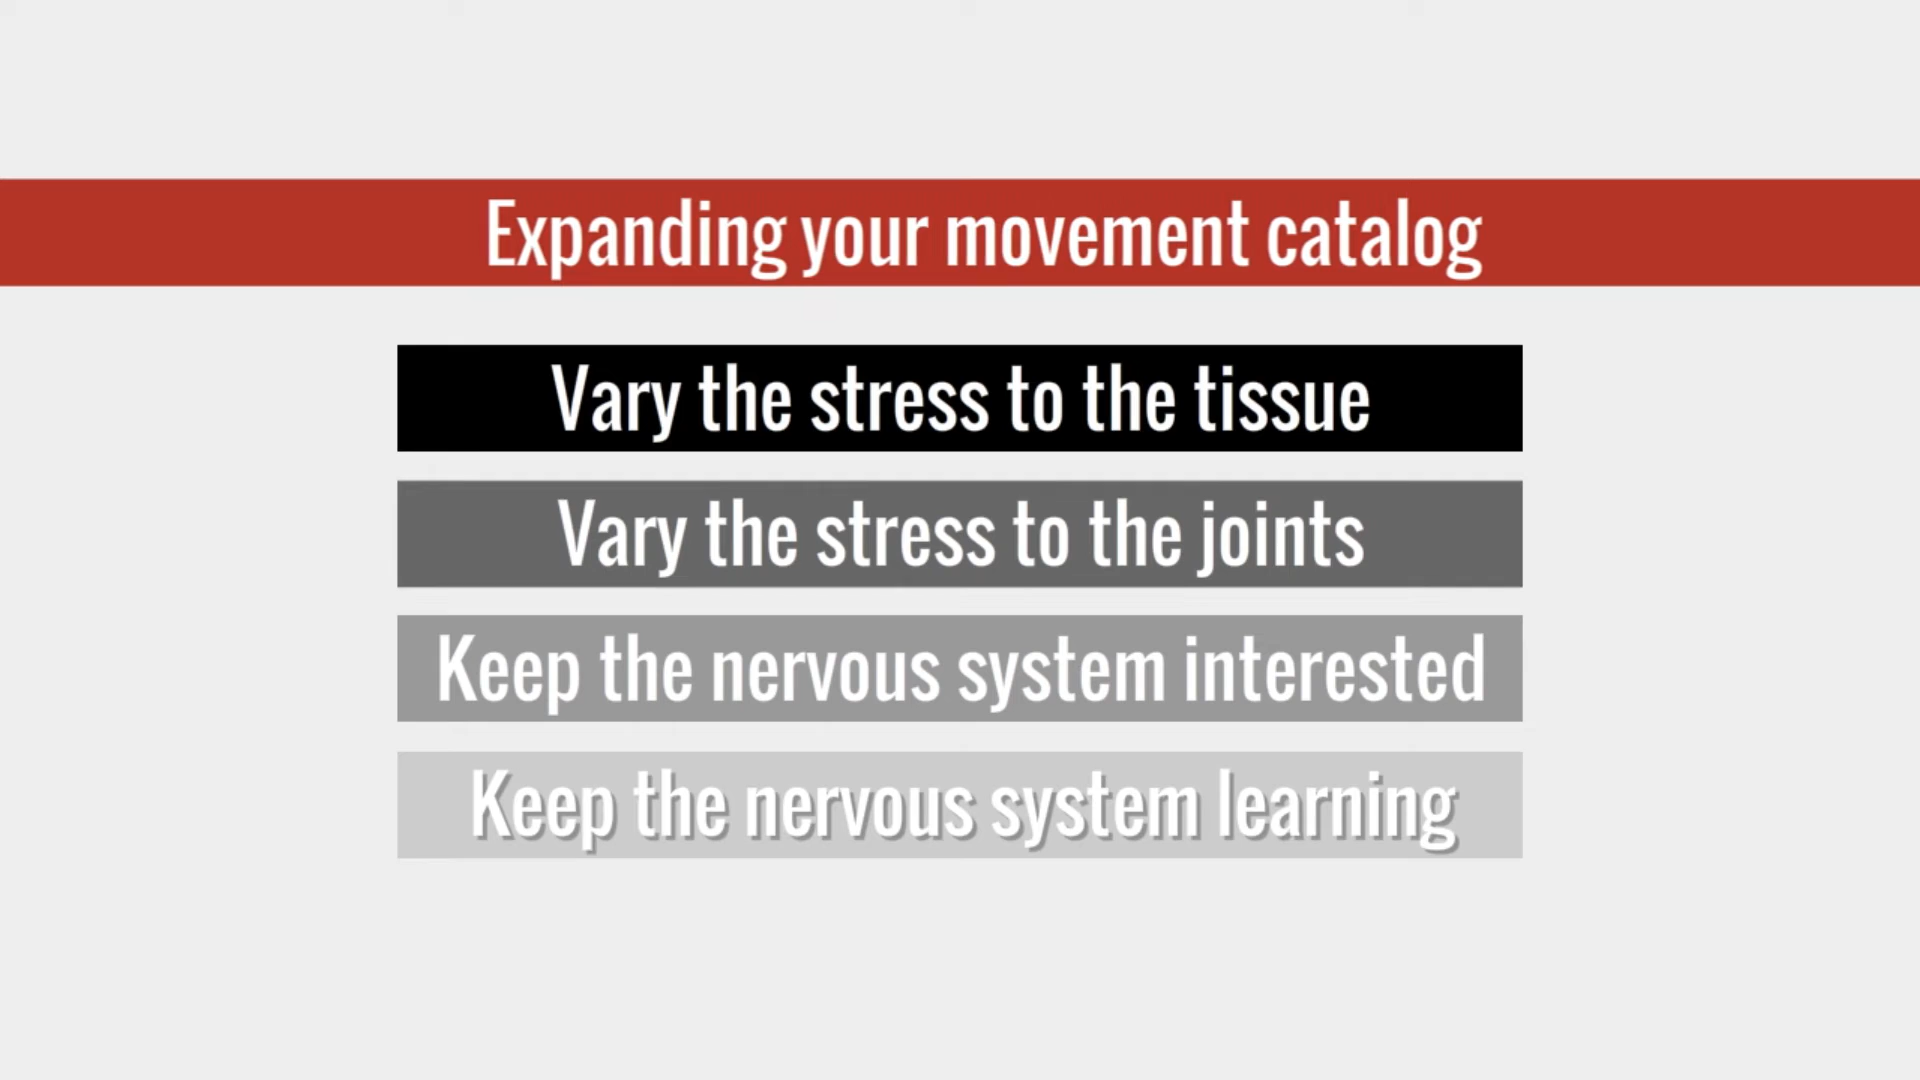 Expanding your movement catalog
Vary the stress to the tissue
Vary the stress to the joints
Keep the nervous system interested
Keep the nervous system learning